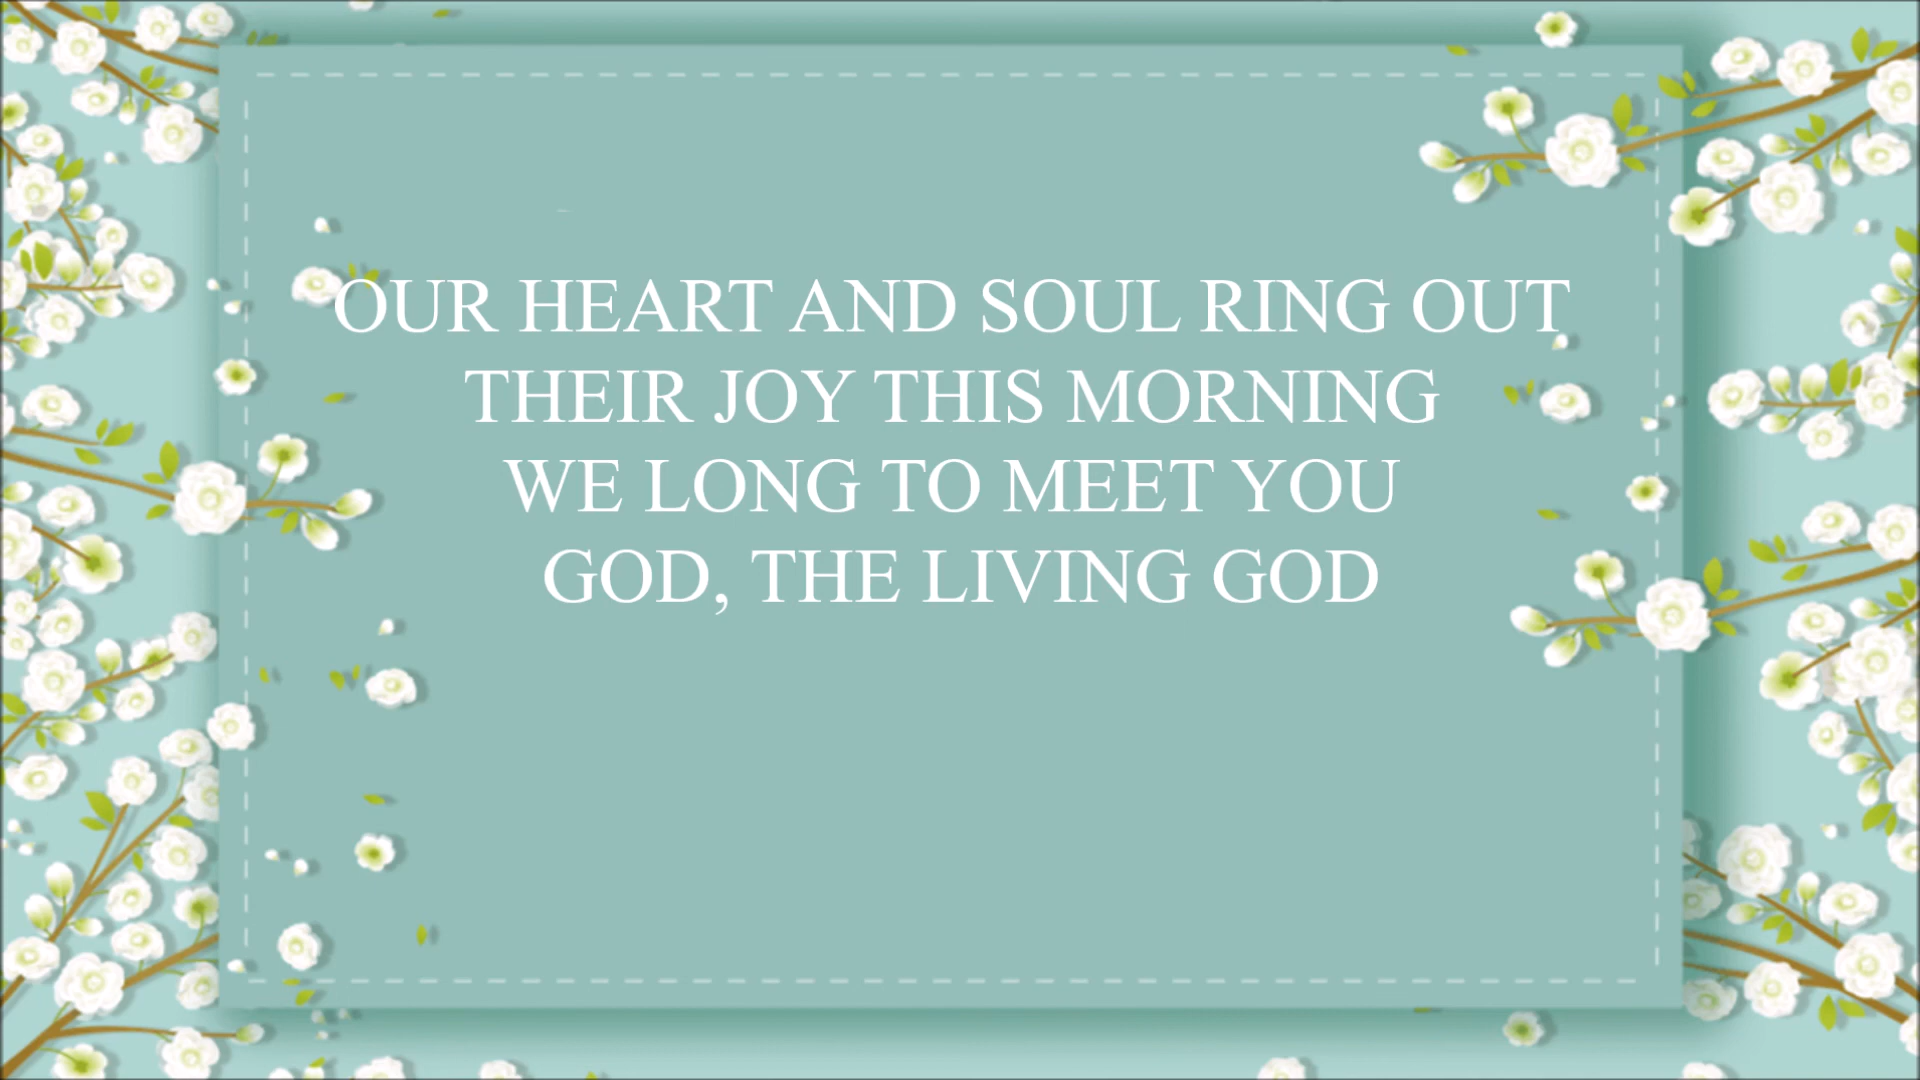 OUR HEART AND SOUL RING OUT
THEIR JOY THIS MORNING
WE LONG TO MEET YOU
GOD, THE LIVING GOD